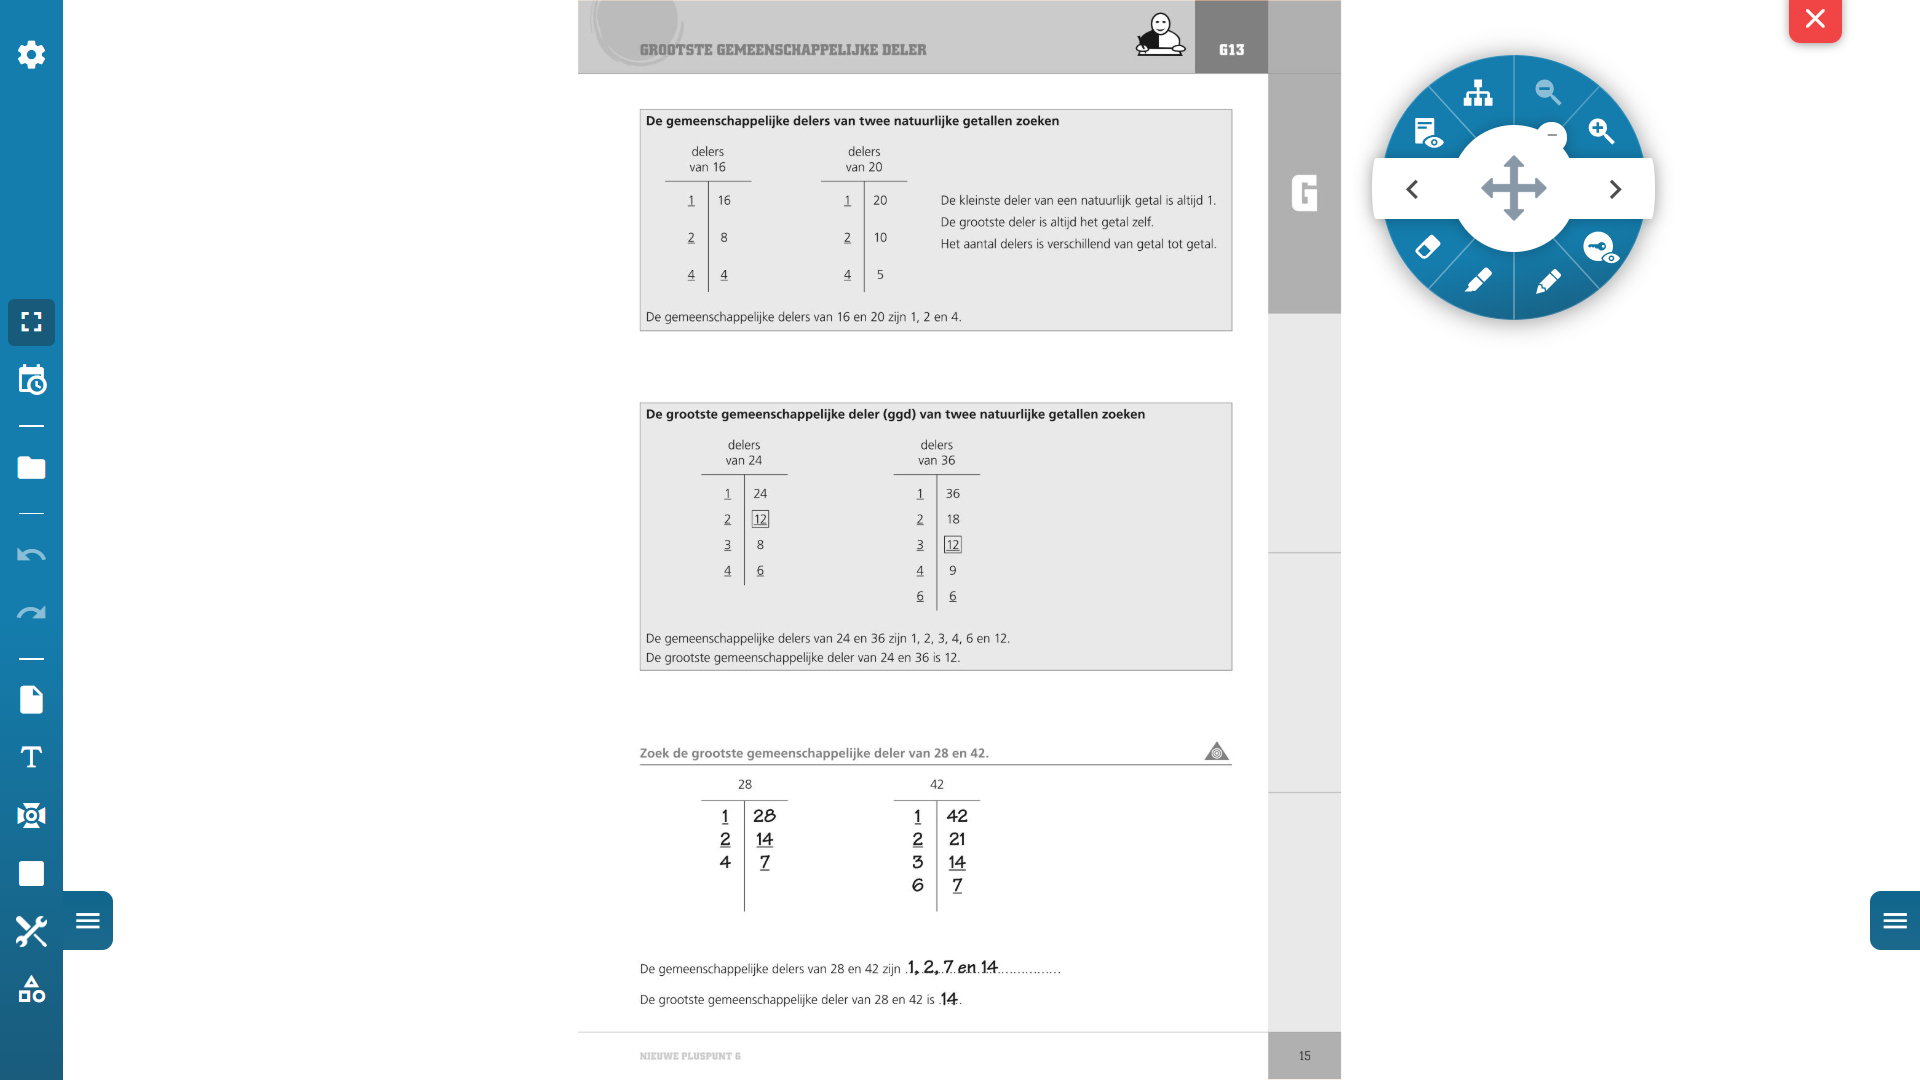 GROOTSTE GEMEENSCHAPPELIJKE DELER
G13
G
De gemeenschappelijke delers van twee natuurlijke getallen zoeken
delers
van 16
1 16
2 8
4 4
delers
van 20
1 20
2 10
4 5
De kleinste deler van een natuurlijk getal is altijd 1.
De grootste deler is altijd het getal zelf.
Het aantal delers is verschillend van getal tot getal.
De gemeenschappelijke delers van 16 en 20 zijn 1, 2 en 4.
De grootste gemeenschappelijke deler (ggd) van twee natuurlijke getallen zoeken
delers
van 24
1 24
2 12
3 8
4 6
delers
van 36
1 36
2 18
3 12
4 9
6 6
De gemeenschappelijke delers van 24 en 36 zijn 1, 2, 3, 4, 6 en 12.
De grootste gemeenschappelijke deler van 24 en 36 is 12.
Zoek de grootste gemeenschappelijke deler van 28 en 42.
28
1 28
2 14
4 7
42
1 42
2 21
3 14
6 7
De gemeenschappelijke delers van 28 en 42 zijn 1, 2, 7 en 14
De grootste gemeenschappelijke deler van 28 en 42 is 14.
NIEUWE PLUSPUNT 6
15